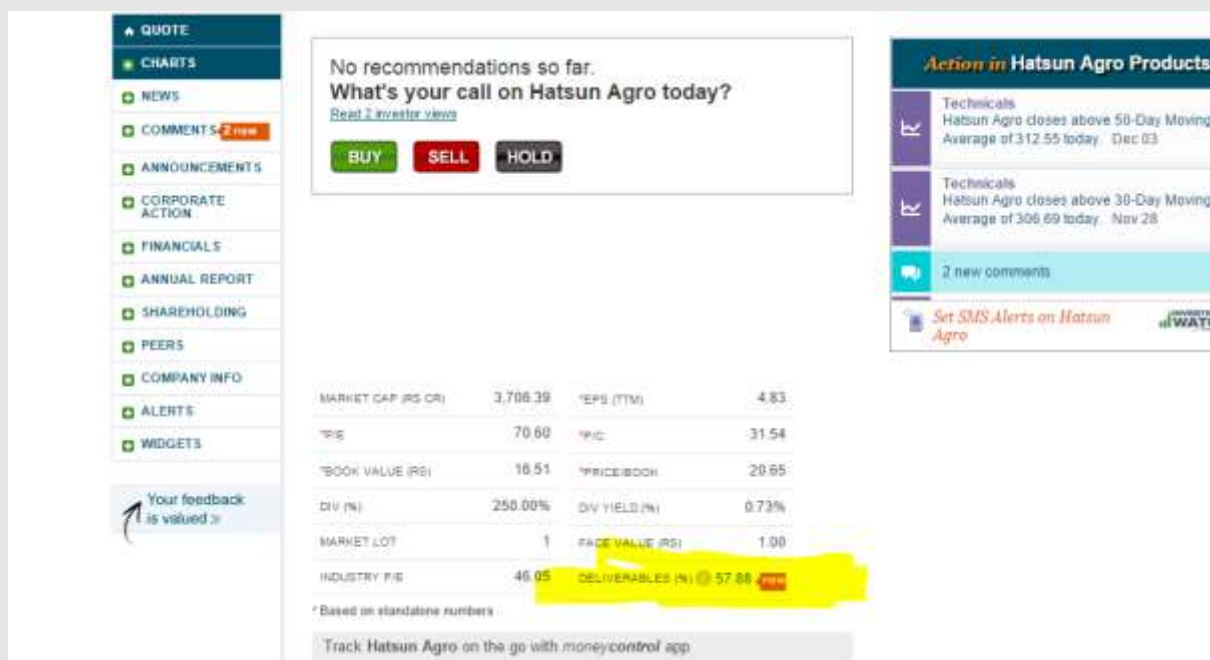 QUOTE
CHARTS
NEWS
COMMENTS 2 new
ANNOUNCEMENTS
CORPORATE
ACTION
FINANCIALS
ANNUAL REPORT
SHAREHOLDING
PEERS
COMPANY INFO
ALERTS
WIDGETS
Your feedback
is valued »
No recommendations so far.
What's your call on Hatsun Agro today?
Read 2 investor views
BUY SELL HOLD
MARKET CAP (RS CR) 3,706.39 *EPS (TTM) 4.83
*P/E 70.60 *P/C 31.54
*BOOK VALUE (RS) 16.51 *PRICE/BOOK 20.65
DIV (%) 250.00% DIV YIELD.(%) 0.73%
MARKET LOT 1 FACE VALUE (RS) 1.00
INDUSTRY P/E 46.05 DELIVERABLES (%) 57.88 new
* Based on standalone numbers
Track Hatsun Agro on the go with moneycontrol app
Action in Hatsun Agro Products
Technicals
Hatsun Agro closes above 50-Day Moving
Average of 312.55 today. Dec 03
Technicals
Hatsun Agro closes above 30-Day Moving
Average of 306.69 today. Nov 28
2 new comments
Set SMS Alerts on Hatsun
Agro